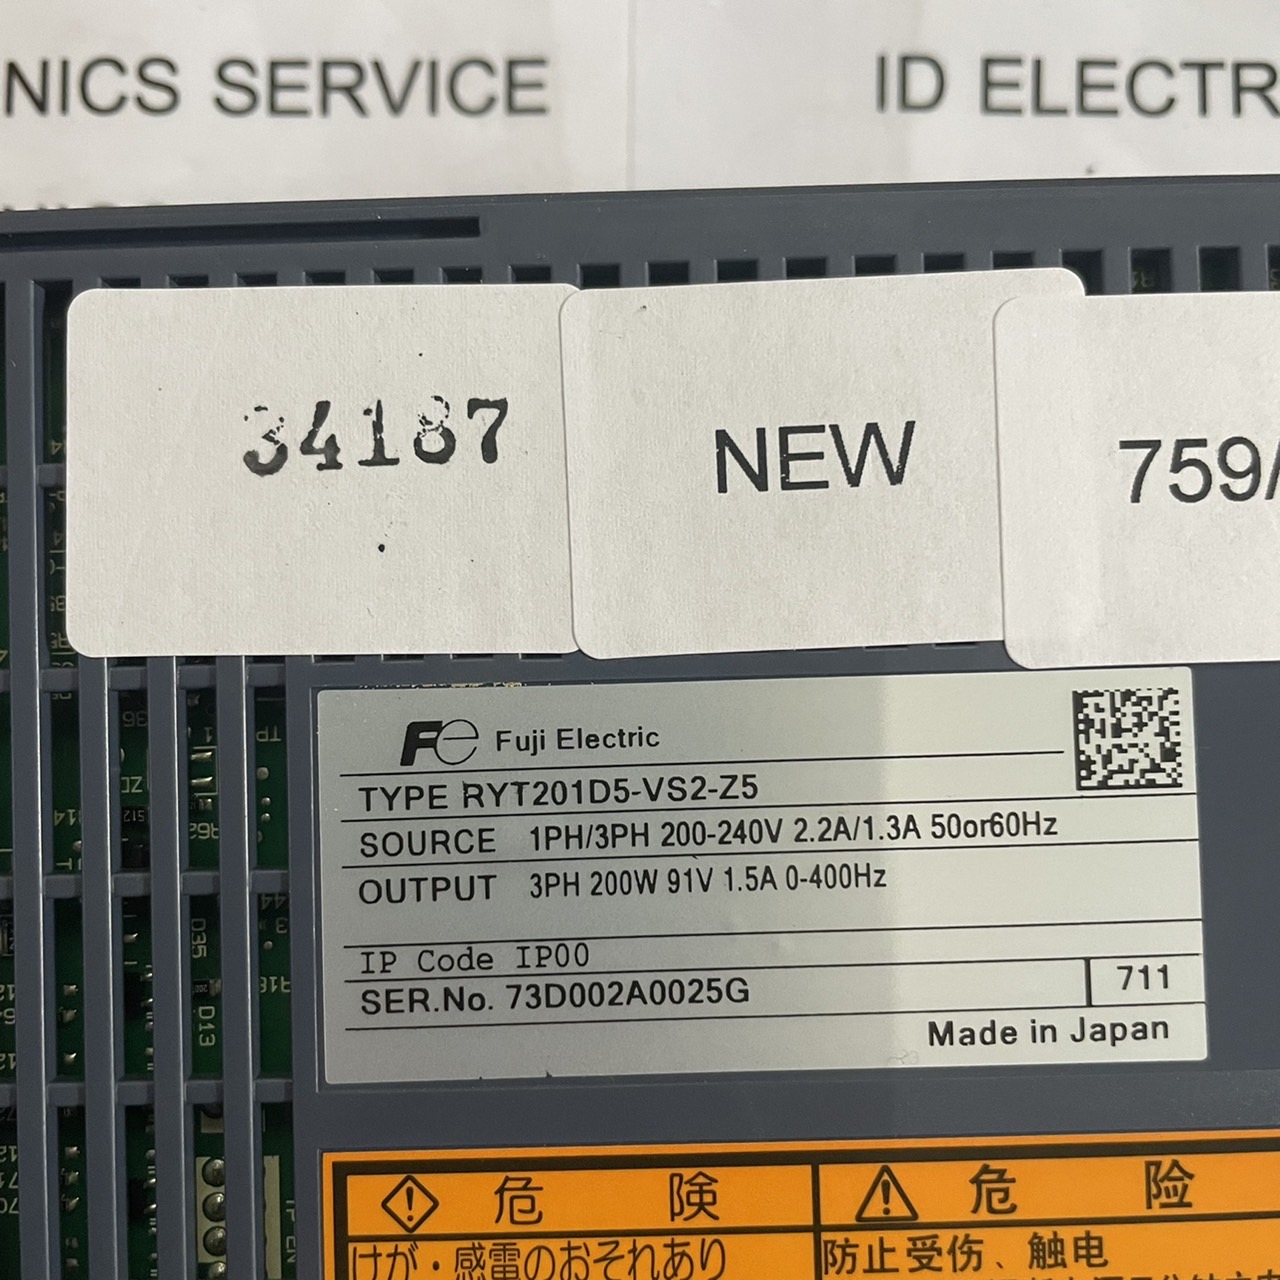 NICS SERVICE
ID ELECTR
34187
NEW
759/
Fe Fuji Electric
TYPE RYT201D5-VS2-Z5
SOURCE 1PH/3PH 200-240V 2.2A/1.3A 50or60Hz
OUTPUT 3PH 200W 91V 1.5A 0-400Hz
IP Code IP00
SER.No. 73D002A0025G
711
Made in Japan
危 険
危 险
けが・感電のおそれあり
防止受伤、触电
D35
D13